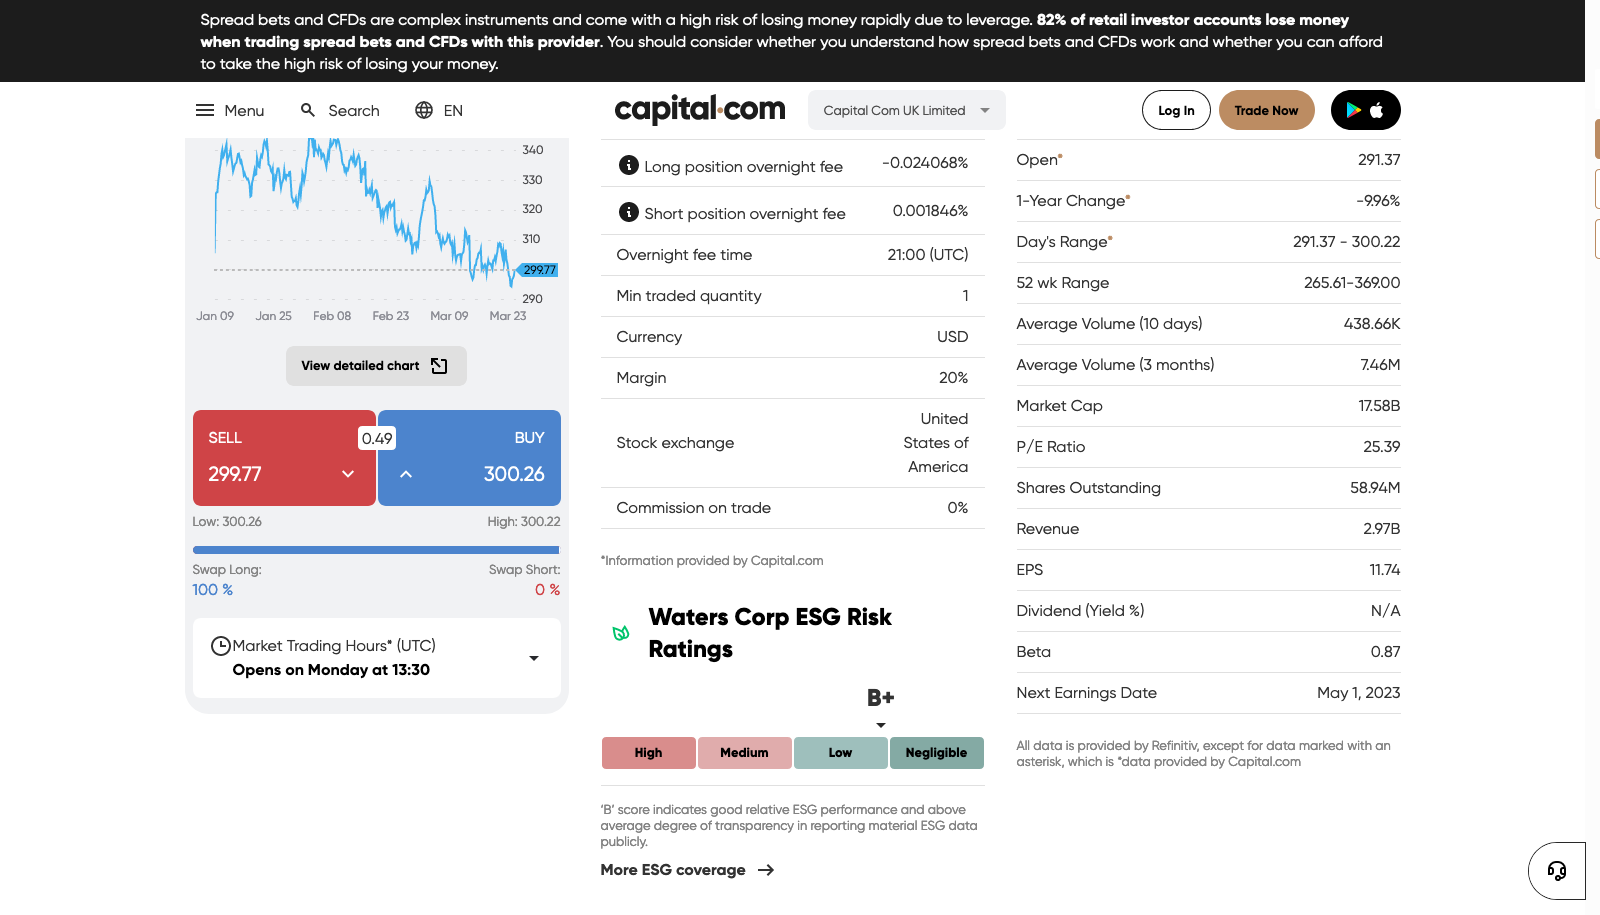 Spread bets and CFDs are complex instruments and come with a high risk of losing money rapidly due to leverage. 82% of retail investor accounts lose money
when trading spread bets and CFDs with this provider. You should consider whether you understand how spread bets and CFDs work and whether you can afford
to take the high risk of losing your money.
Menu
Search
EN
capital.com
Capital Com UK Limited
Log In
Trade Now
340
330
320
310
299.77
290
Jan 09
Jan 25
Feb 08
Feb 23
Mar 09
Mar 23
View detailed chart
SELL
299.77
0.49
BUY
300.26
Low: 300.26
High: 300.22
Swap Long:
100 %
Swap Short:
0 %
Market Trading Hours* (UTC)
Opens on Monday at 13:30
Long position overnight fee -0.024068%
Short position overnight fee 0.001846%
Overnight fee time 21:00 (UTC)
Min traded quantity 1
Currency USD
Margin 20%
Stock exchange
United
States of
America
Commission on trade 0%
*Information provided by Capital.com
Waters Corp ESG Risk
Ratings
B+
High
Medium
Low
Negligible
'B' score indicates good relative ESG performance and above
average degree of transparency in reporting material ESG data
publicly.
More ESG coverage
Open* 291.37
1-Year Change* -9.96%
Day's Range* 291.37 - 300.22
52 wk Range 265.61-369.00
Average Volume (10 days) 438.66K
Average Volume (3 months) 7.46M
Market Cap 17.58B
P/E Ratio 25.39
Shares Outstanding 58.94M
Revenue 2.97B
EPS 11.74
Dividend (Yield %) N/A
Beta 0.87
Next Earnings Date May 1, 2023
All data is provided by Refinitiv, except for data marked with an
asterisk, which is *data provided by Capital.com